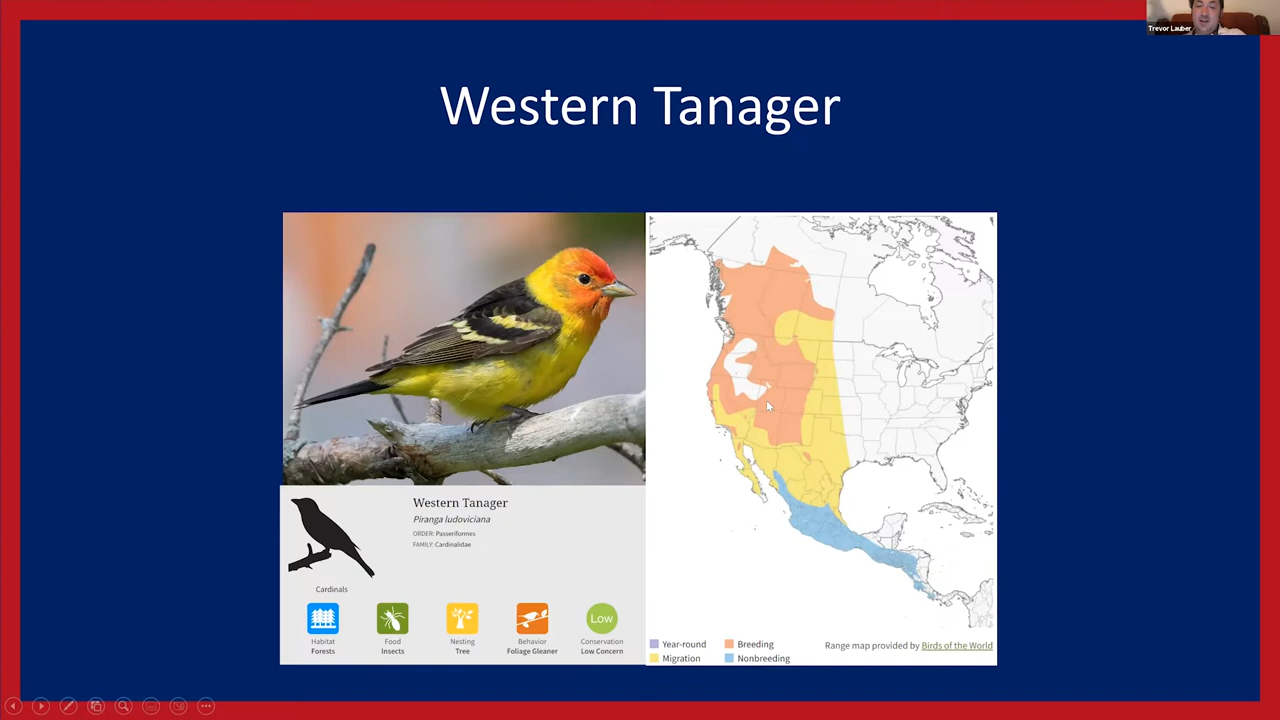 Trevor Lauber
Western Tanager
Western Tanager
Piranga ludoviciana
ORDER: Passeriformes
FAMILY: Cardinalidae
Cardinals
Low
Habitat
Forests
Food
Insects
Nesting
Tree
Behavior
Foliage Gleaner
Conservation
Low Concern
Year-round
Breeding
Migration
Nonbreeding
Range map provided by Birds of the World